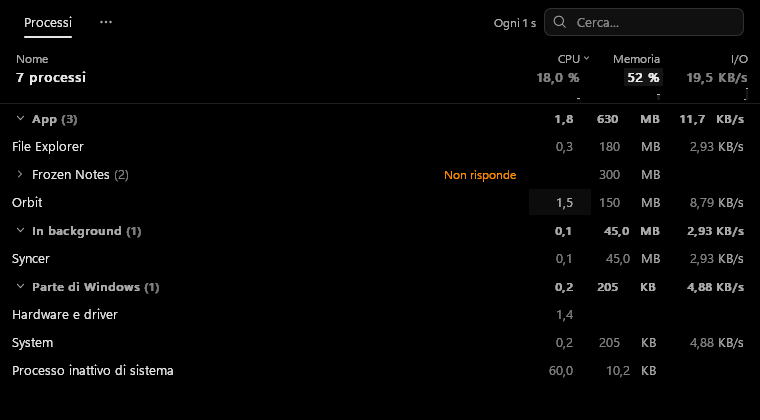 Processi ··· Ogni 1 s Cerca...
Nome CPU Memoria I/O
7 processi 18,0 % 52 % 19,5 KB/s
App (3) 1,8 630 MB 11,7 KB/s
File Explorer 0,3 180 MB 2,93 KB/s
Frozen Notes (2) Non risponde 300 MB
Orbit 1,5 150 MB 8,79 KB/s
In background (1) 0,1 45,0 MB 2,93 KB/s
Syncer 0,1 45,0 MB 2,93 KB/s
Parte di Windows (1) 0,2 205 KB 4,88 KB/s
Hardware e driver 1,4
System 0,2 205 KB 4,88 KB/s
Processo inattivo di sistema 60,0 10,2 KB